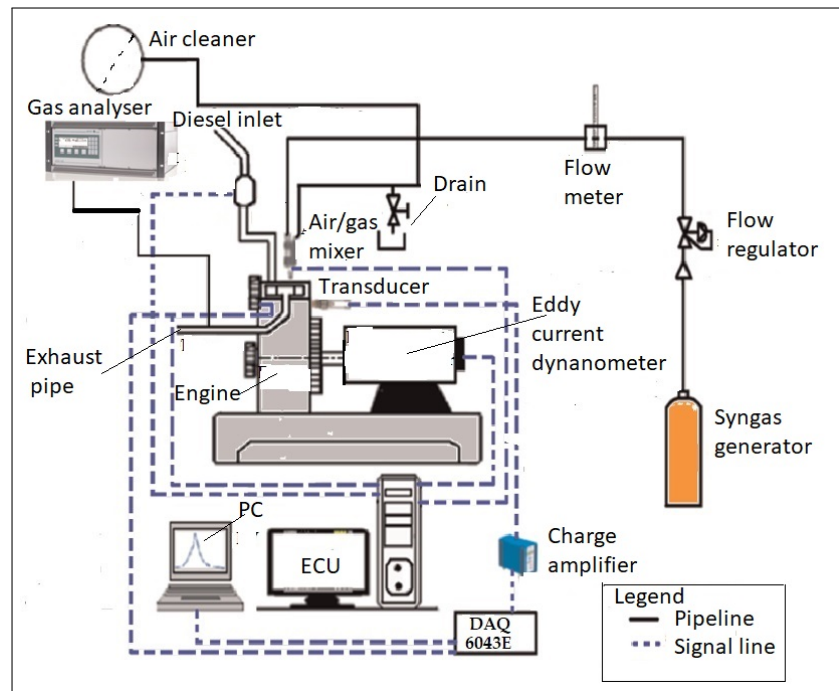 Air cleaner
Gas analyser
Diesel inlet
Drain
Flow
meter
Air/gas
mixer
Flow
regulator
Transducer
Eddy
current
dynanometer
Exhaust
pipe
Engine
Syngas
generator
PC
ECU
Charge
amplifier
DAQ
6043E
Legend
Pipeline
Signal line